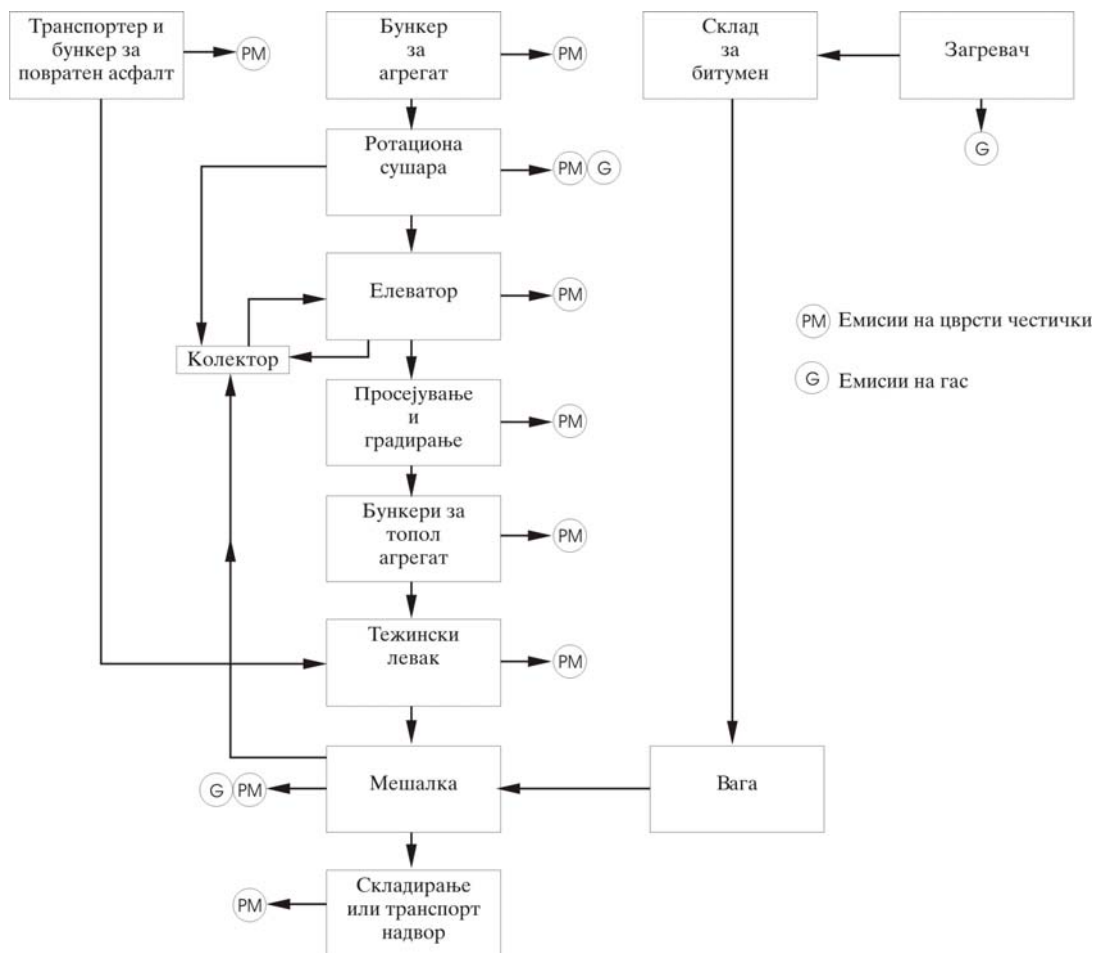 Транспортер и
бункер за
повратен асфалт
PM
Бункер
за
агрегат
PM
Склад
за
битумен
Загревач
G
Ротациона
сушара
PM G
Елеватор
PM
Колектор
PM Емисии на цврсти честички
G Емисии на гас
Просејување
и
градирање
PM
Бункери за
топол
агрегат
PM
Тежински
левак
PM
G PM
Мешалка
Вага
PM
Складирање
или транспорт
надвор